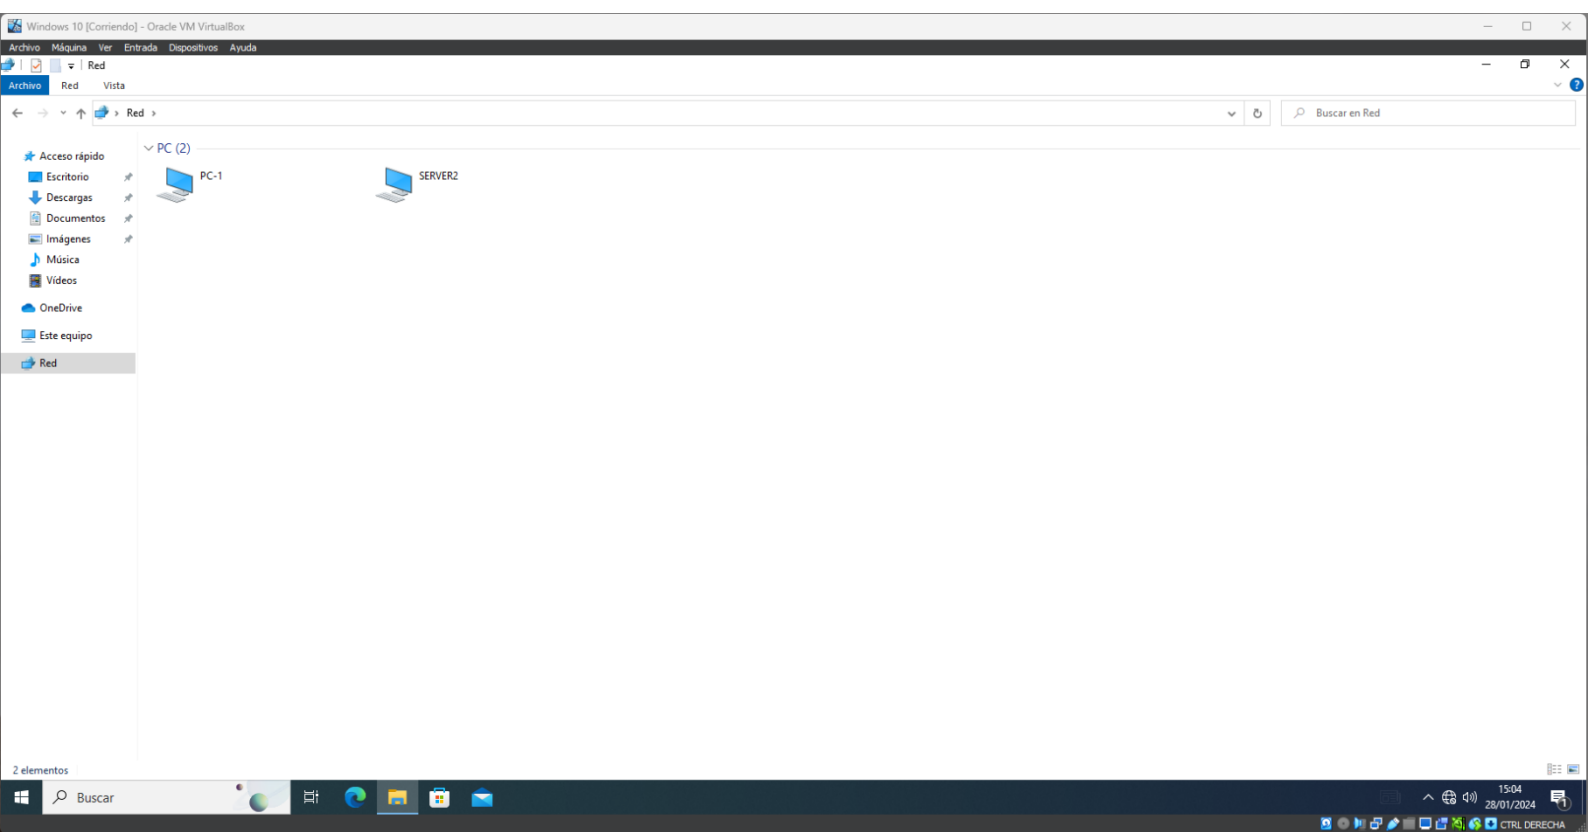 Windows 10 [Corriendo] - Oracle VM VirtualBox
Archivo Máquina Ver Entrada Dispositivos Ayuda
Red
Archivo Red Vista
Red
Buscar en Red
Acceso rápido
Escritorio
Descargas
Documentos
Imágenes
Música
Vídeos
OneDrive
Este equipo
Red
PC (2)
PC-1
SERVER2
2 elementos
Buscar
15:04
28/01/2024
1
CTRL DERECHA